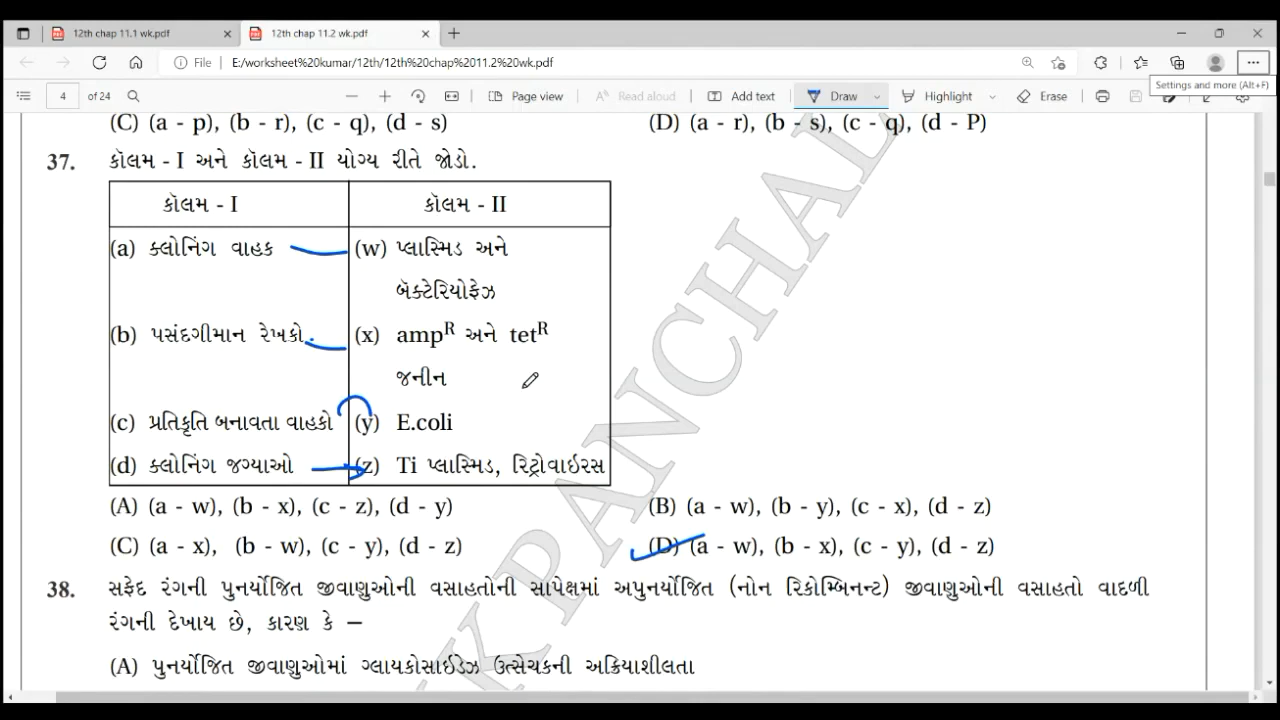 12th chap 11.1 wk.pdf
12th chap 11.2 wk.pdf
File E:/worksheet%20kumar/12th/12th%20chap%2011.2%20wk.pdf
4 of 24 Page view Read aloud Add text Draw Highlight Erase
Settings and more (Alt+F)
(C) (a - p), (b - r), (c - q), (d - s) (D) (a - r), (b - s), (c - q), (d - P)
37. કૉલમ - I અને કૉલમ - II યોગ્ય રીતે જોડો.
કૉલમ - I કૉલમ - II
(a) ક્લોનિંગ વાહક (w) પ્લાસ્મિડ અને
બૅક્ટેરિયોફેઝ
(b) પસંદગીમાન રેખકો. (x) ampR અને tetR
જનીન
(c) પ્રતિકૃતિ બનાવતા વાહકો (y) E.coli
(d) ક્લોનિંગ જગ્યાઓ (z) Ti પ્લાસ્મિડ, રિટ્રોવાઇરસ
(A) (a - w), (b - x), (c - z), (d - y) (B) (a - w), (b - y), (c - x), (d - z)
(C) (a - x), (b - w), (c - y), (d - z) (D) (a - w), (b - x), (c - y), (d - z)
38. સફેદ રંગની પુનર્યોજિત જીવાણુઓની વસાહતોની સાપેક્ષમાં અપુનર્યોજિત (નોન રિકોમ્બિનન્ટ) જીવાણુઓની વસાહતો વાદળી
રંગની દેખાય છે, કારણ કે –
(A) પુનર્યોજિત જીવાણુઓમાં ગ્લાયકોસાઈડેઝ ઉત્સેચકની અક્રિયાશીલતા
K PANCHAL